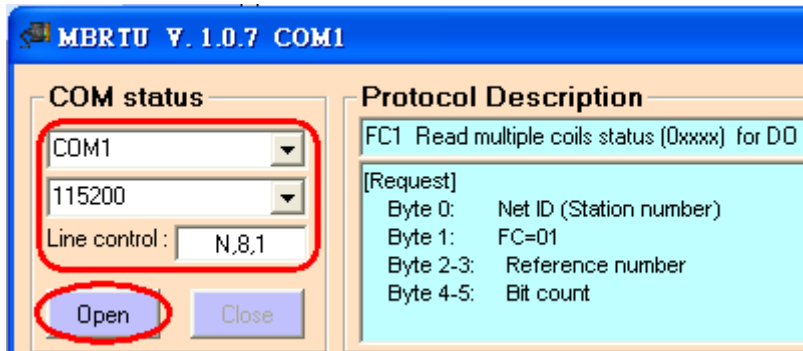 MBRTU V. 1.0.7 COM1
COM status
COM1
115200
Line control : N,8,1
Open Close
Protocol Description
FC1 Read multiple coils status (0xxxx) for DO
[Request]
Byte 0: Net ID (Station number)
Byte 1: FC=01
Byte 2-3: Reference number
Byte 4-5: Bit count